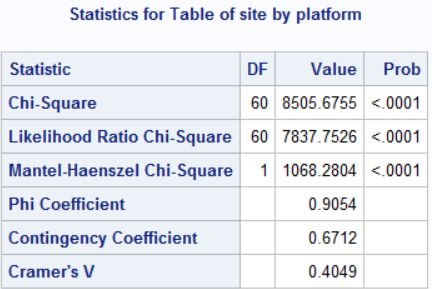 Statistics for Table of site by platform
Statistic DF Value Prob
Chi-Square 60 8505.6755 <.0001
Likelihood Ratio Chi-Square 60 7837.7526 <.0001
Mantel-Haenszel Chi-Square 1 1068.2804 <.0001
Phi Coefficient 0.9054
Contingency Coefficient 0.6712
Cramer's V 0.4049